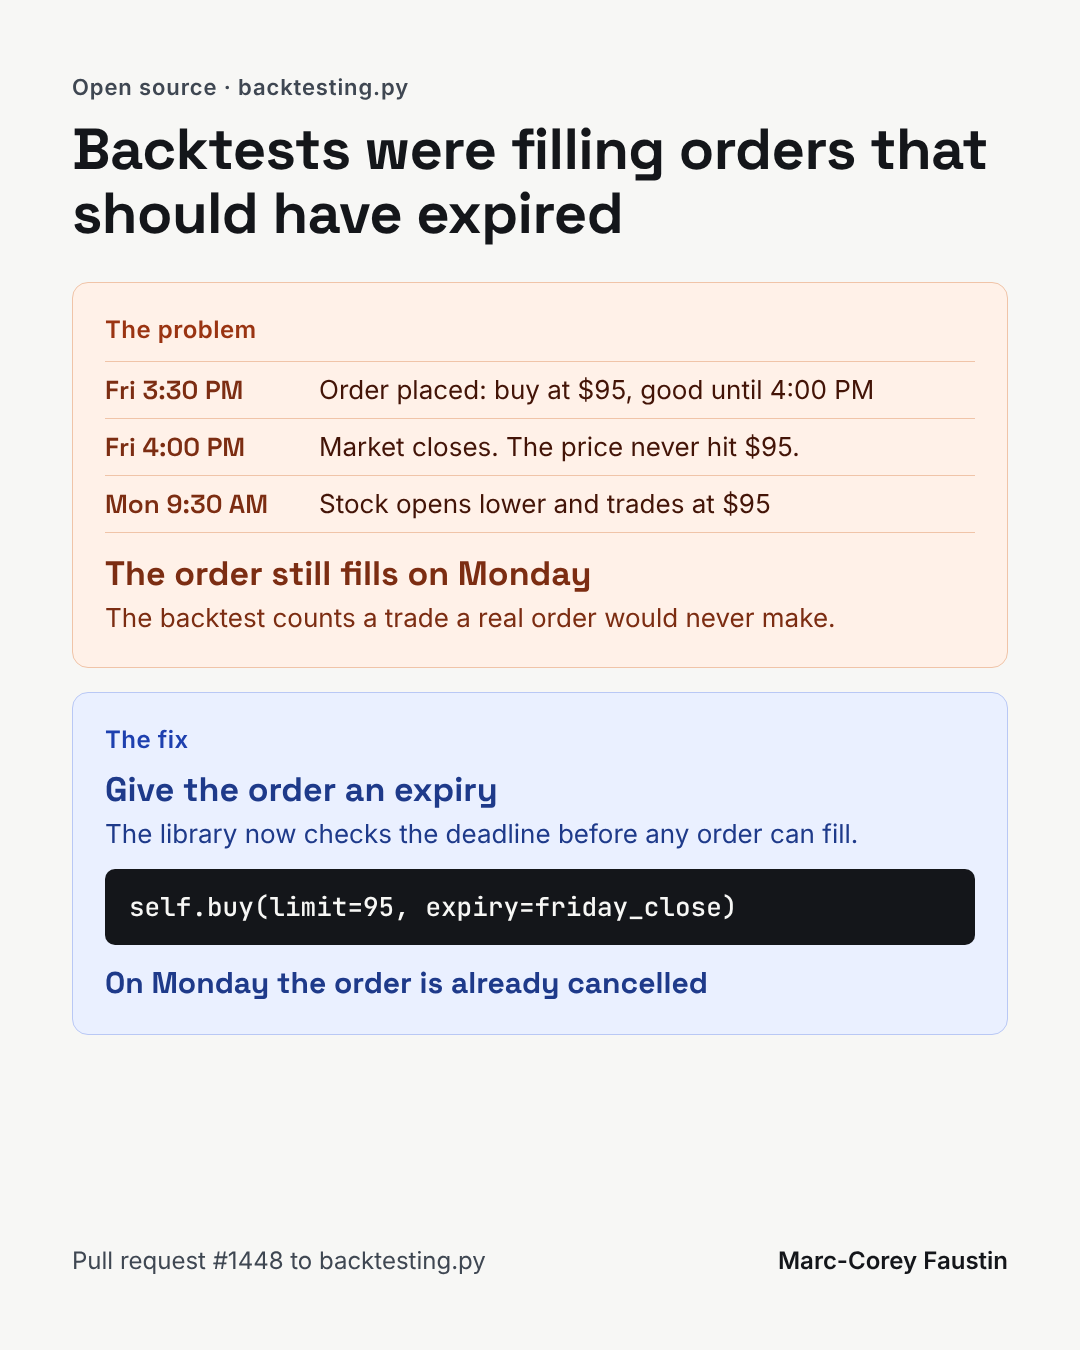 Open source · backtesting.py
Backtests were filling orders that
should have expired
The problem
Fri 3:30 PM Order placed: buy at $95, good until 4:00 PM
Fri 4:00 PM Market closes. The price never hit $95.
Mon 9:30 AM Stock opens lower and trades at $95
The order still fills on Monday
The backtest counts a trade a real order would never make.
The fix
Give the order an expiry
The library now checks the deadline before any order can fill.
self.buy(limit=95, expiry=friday_close)
On Monday the order is already cancelled
Pull request #1448 to backtesting.py Marc-Corey Faustin